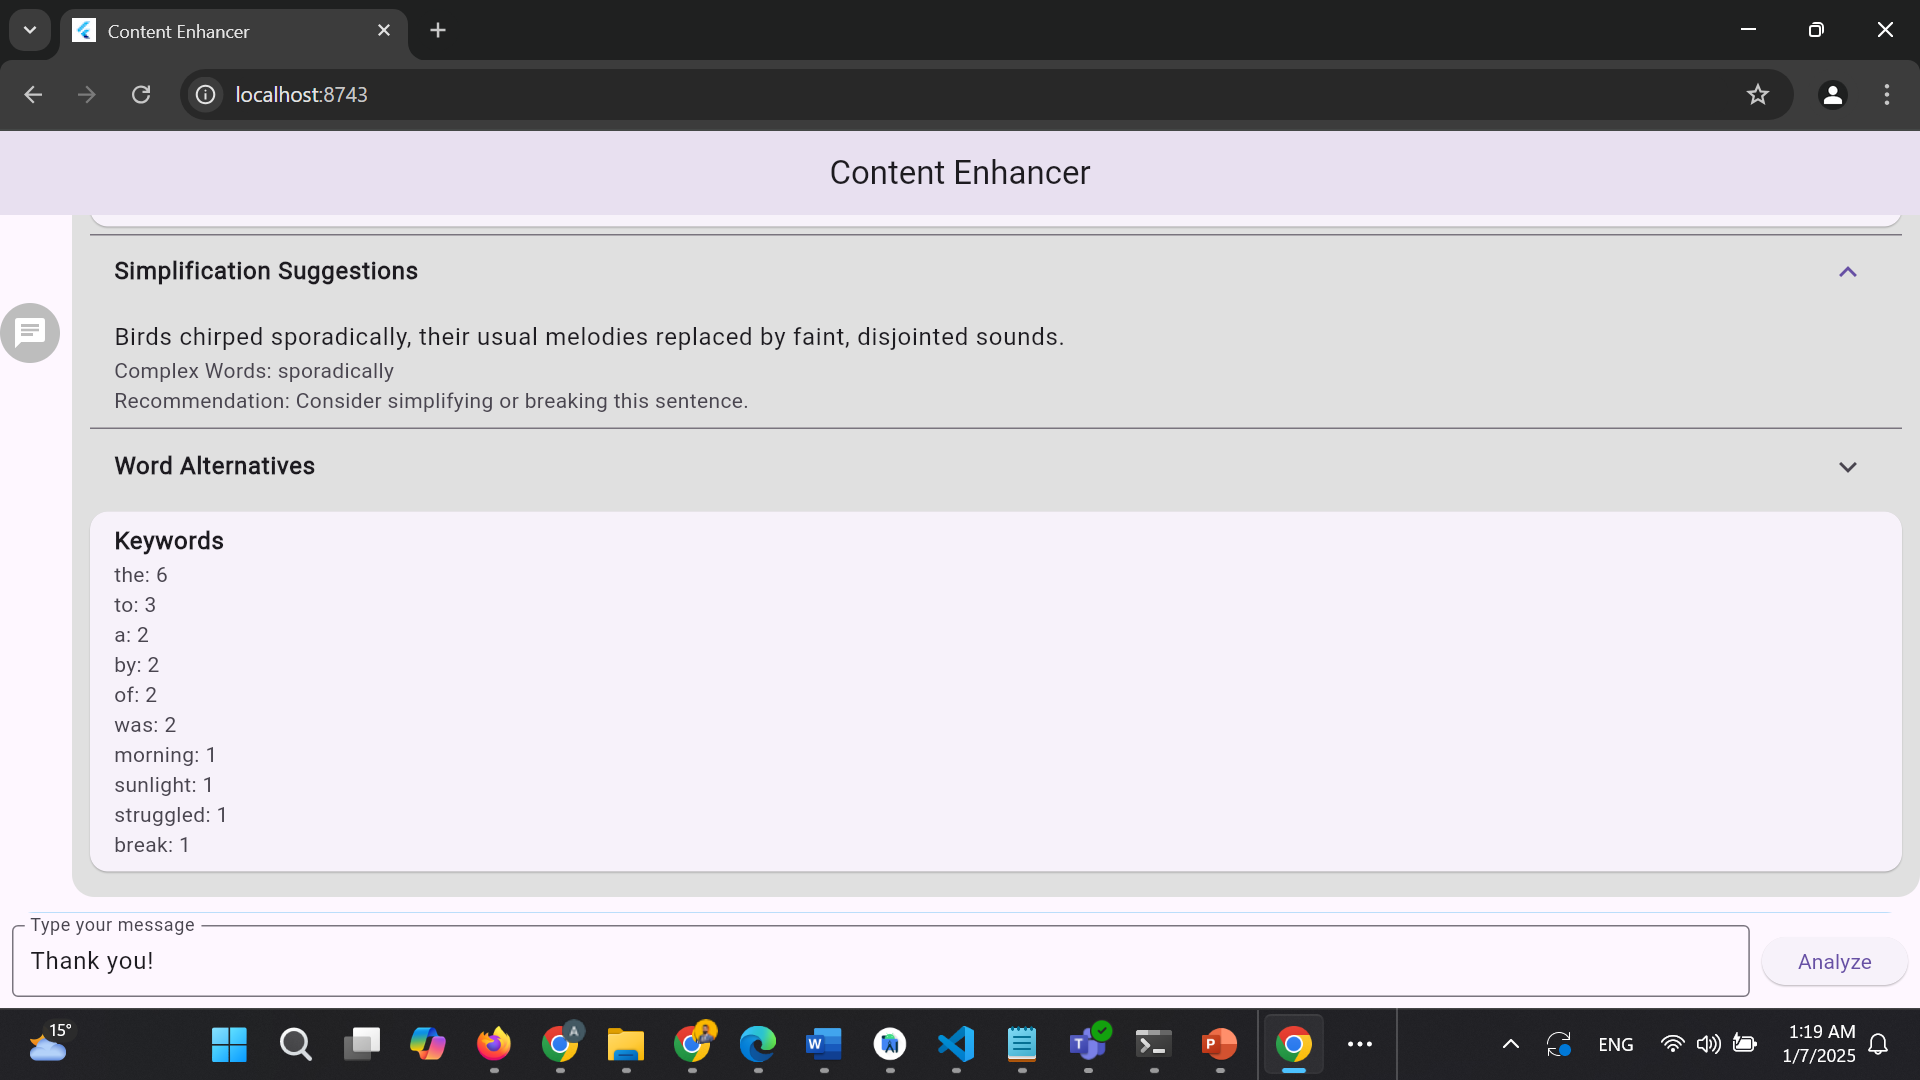 Content Enhancer
localhost:8743
Content Enhancer
Simplification Suggestions
Birds chirped sporadically, their usual melodies replaced by faint, disjointed sounds.
Complex Words: sporadically
Recommendation: Consider simplifying or breaking this sentence.
Word Alternatives
Keywords
the: 6
to: 3
a: 2
by: 2
of: 2
was: 2
morning: 1
sunlight: 1
struggled: 1
break: 1
Type your message
Thank you!
Analyze
15°
A
W
AI
T
P
ENG
1:19 AM
1/7/2025